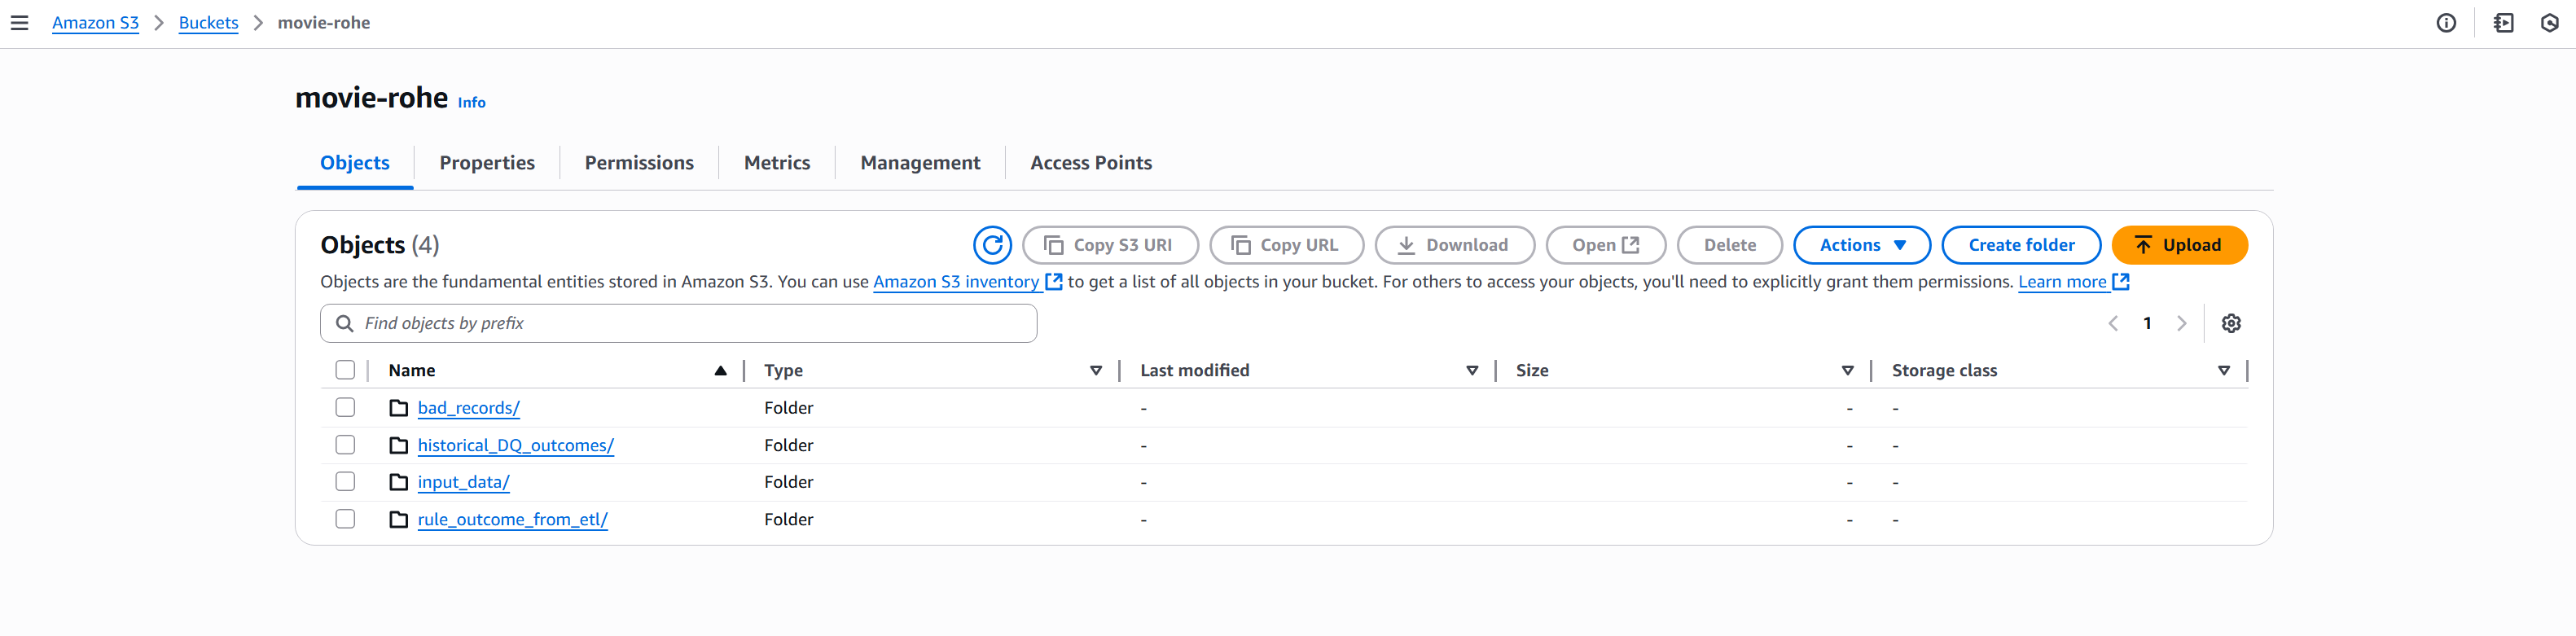 Amazon S3 > Buckets > movie-rohe
movie-rohe Info
Objects Properties Permissions Metrics Management Access Points
Objects (4) Copy S3 URI Copy URL Download Open Delete Actions Create folder Upload
Objects are the fundamental entities stored in Amazon S3. You can use Amazon S3 inventory to get a list of all objects in your bucket. For others to access your objects, you'll need to explicitly grant them permissions. Learn more
Find objects by prefix 1
Name Type Last modified Size Storage class
bad_records/ Folder - - -
historical_DQ_outcomes/ Folder - - -
input_data/ Folder - - -
rule_outcome_from_etl/ Folder - - -